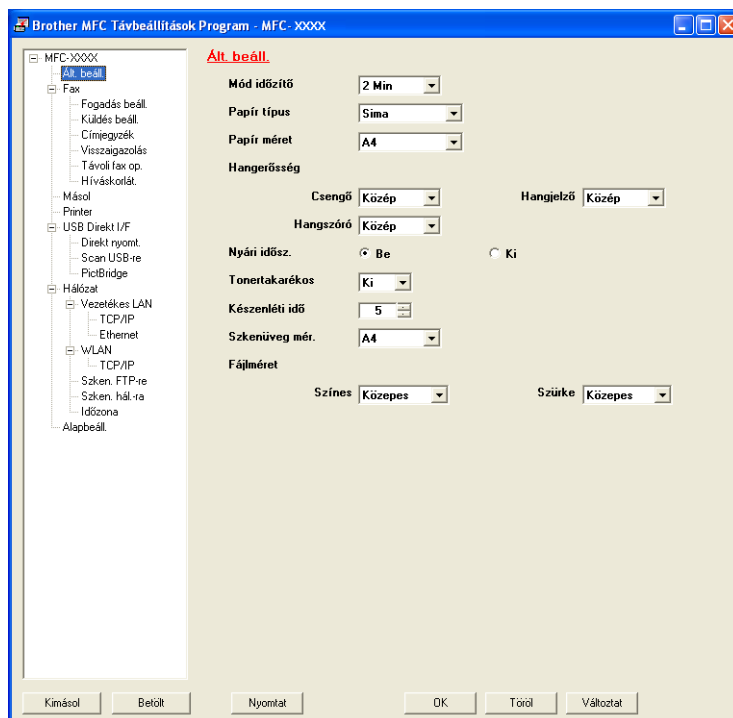 Brother MFC Távbeállítások Program - MFC- XXXX
MFC-XXXX
Ált. beáll.
Fax
Fogadás beáll.
Küldés beáll.
Címjegyzék
Visszaigazolás
Távoli fax op.
Híváskorlát.
Másol
Printer
USB Direkt I/F
Direkt nyomt.
Scan USB-re
PictBridge
Hálózat
Vezetékes LAN
TCP/IP
Ethernet
WLAN
TCP/IP
Szken. FTP-re
Szken. hál.-ra
Időzona
Alapbeáll.
Ált. beáll.
Mód időzítő 2 Min
Papír típus Sima
Papír méret A4
Hangerősség
Csengő Közép Hangjelző Közép
Hangszóró Közép
Nyári idősz. Be Ki
Tonertakarékos Ki
Készenléti idő 5
Szkenüveg mér. A4
Fájlméret
Színes Közepes Szürke Közepes
Kimásol Betölt Nyomtat OK Töröl Változtat